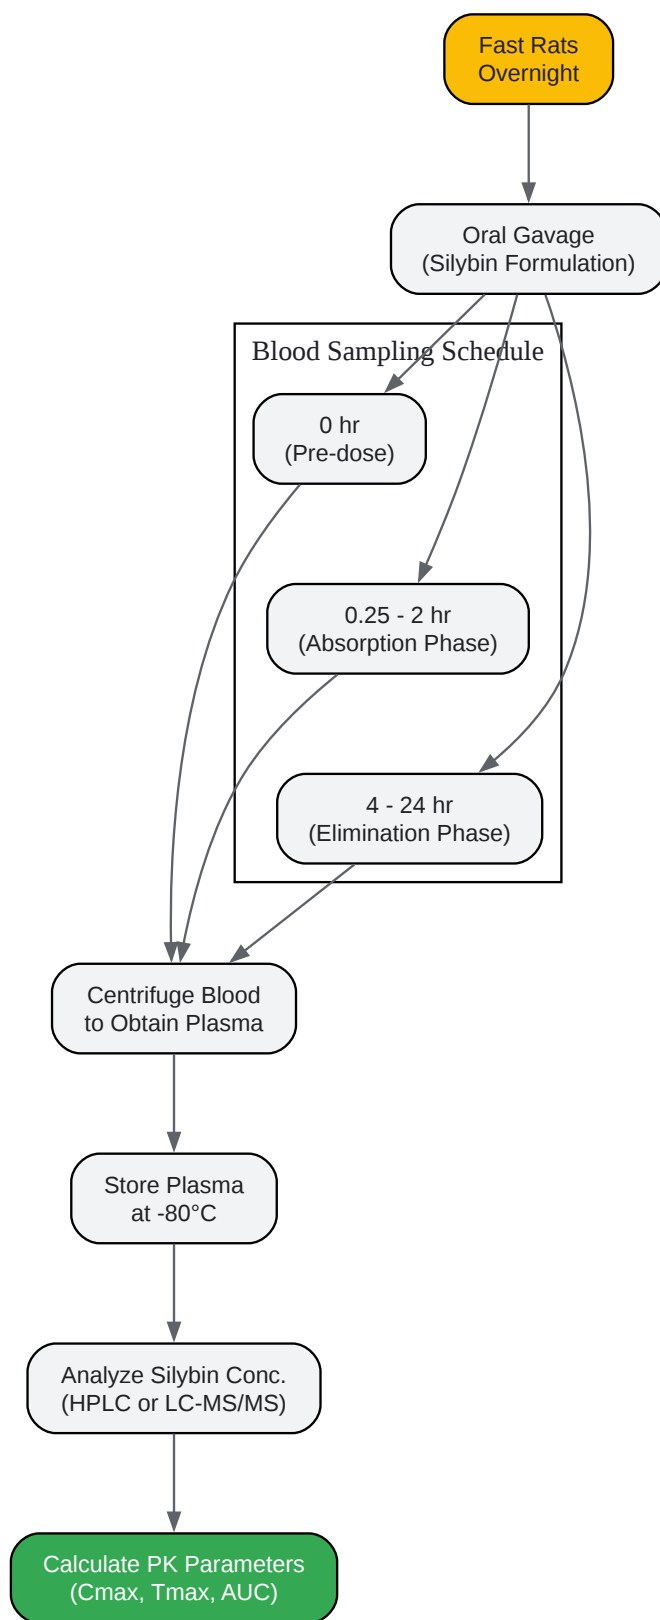 Fast Rats
Overnight
Oral Gavage
(Silybin Formulation)
Blood Sampling Schedule
0 hr
(Pre-dose)
0.25 - 2 hr
(Absorption Phase)
4 - 24 hr
(Elimination Phase)
Centrifuge Blood
to Obtain Plasma
Store Plasma
at -80°C
Analyze Silybin Conc.
(HPLC or LC-MS/MS)
Calculate PK Parameters
(Cmax, Tmax, AUC)